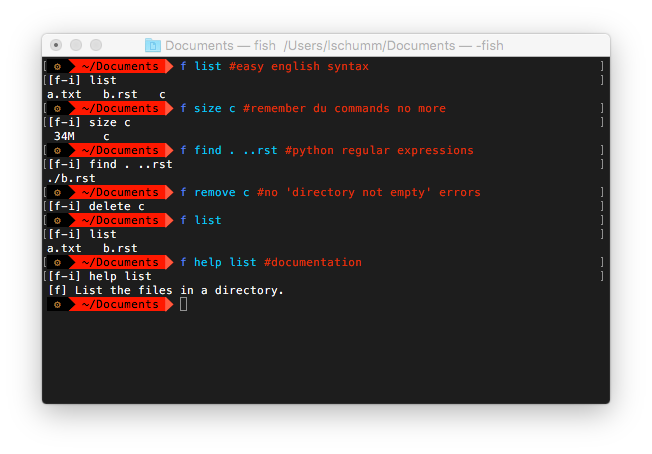 Documents — fish /Users/lschumm/Documents — -fish
[ ⚙ ~/Documents f list #easy english syntax ]
[[f-i] list ]
a.txt b.rst c
[ ⚙ ~/Documents f size c #remember du commands no more ]
[[f-i] size c ]
34M c
[ ⚙ ~/Documents f find . ..rst #python regular expressions ]
[[f-i] find . ..rst ]
./b.rst
[ ⚙ ~/Documents f remove c #no 'directory not empty' errors ]
[[f-i] delete c ]
[ ⚙ ~/Documents f list ]
[[f-i] list ]
a.txt b.rst
[ ⚙ ~/Documents f help list #documentation ]
[[f-i] help list ]
[f] List the files in a directory.
⚙ ~/Documents